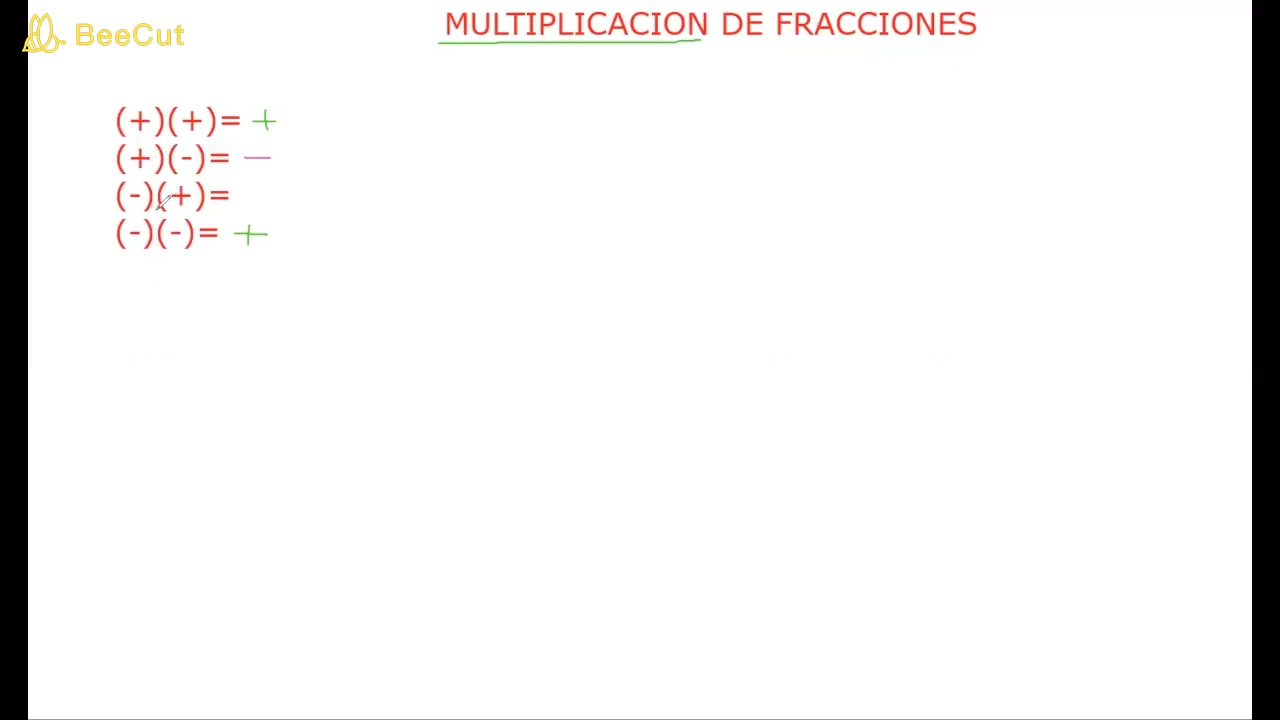 BeeCut
MULTIPLICACION DE FRACCIONES
(+)(+)= +
(+)(-)= –
(-)(+)=
(-)(-)= +